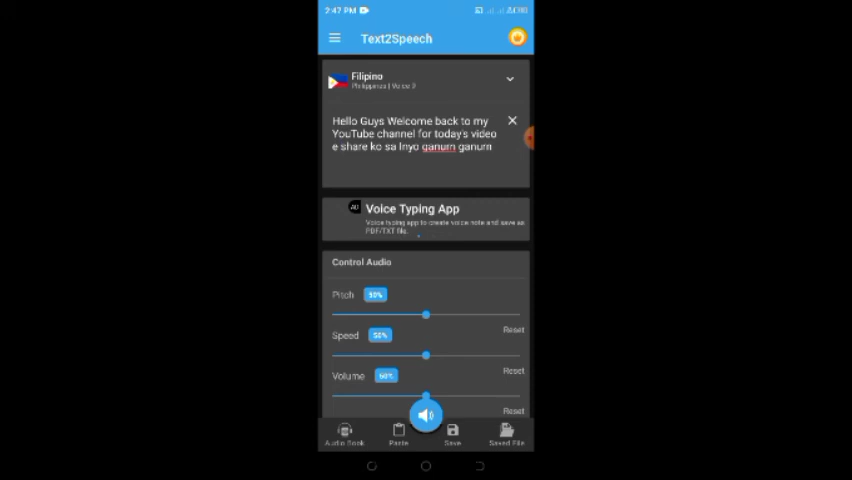 2:47 PM
Text2Speech
Filipino
Philippines | Voice 2
Hello Guys Welcome back to my
YouTube channel for today's video
e share ko sa Inyo ganurn ganurn
AD
Voice Typing App
Voice typing app to create voice note and save as
PDF/TXT file.
Control Audio
Pitch 50%
Reset
Speed 50%
Reset
Volume 60%
Reset
Audio Book
Paste
Save
Saved File